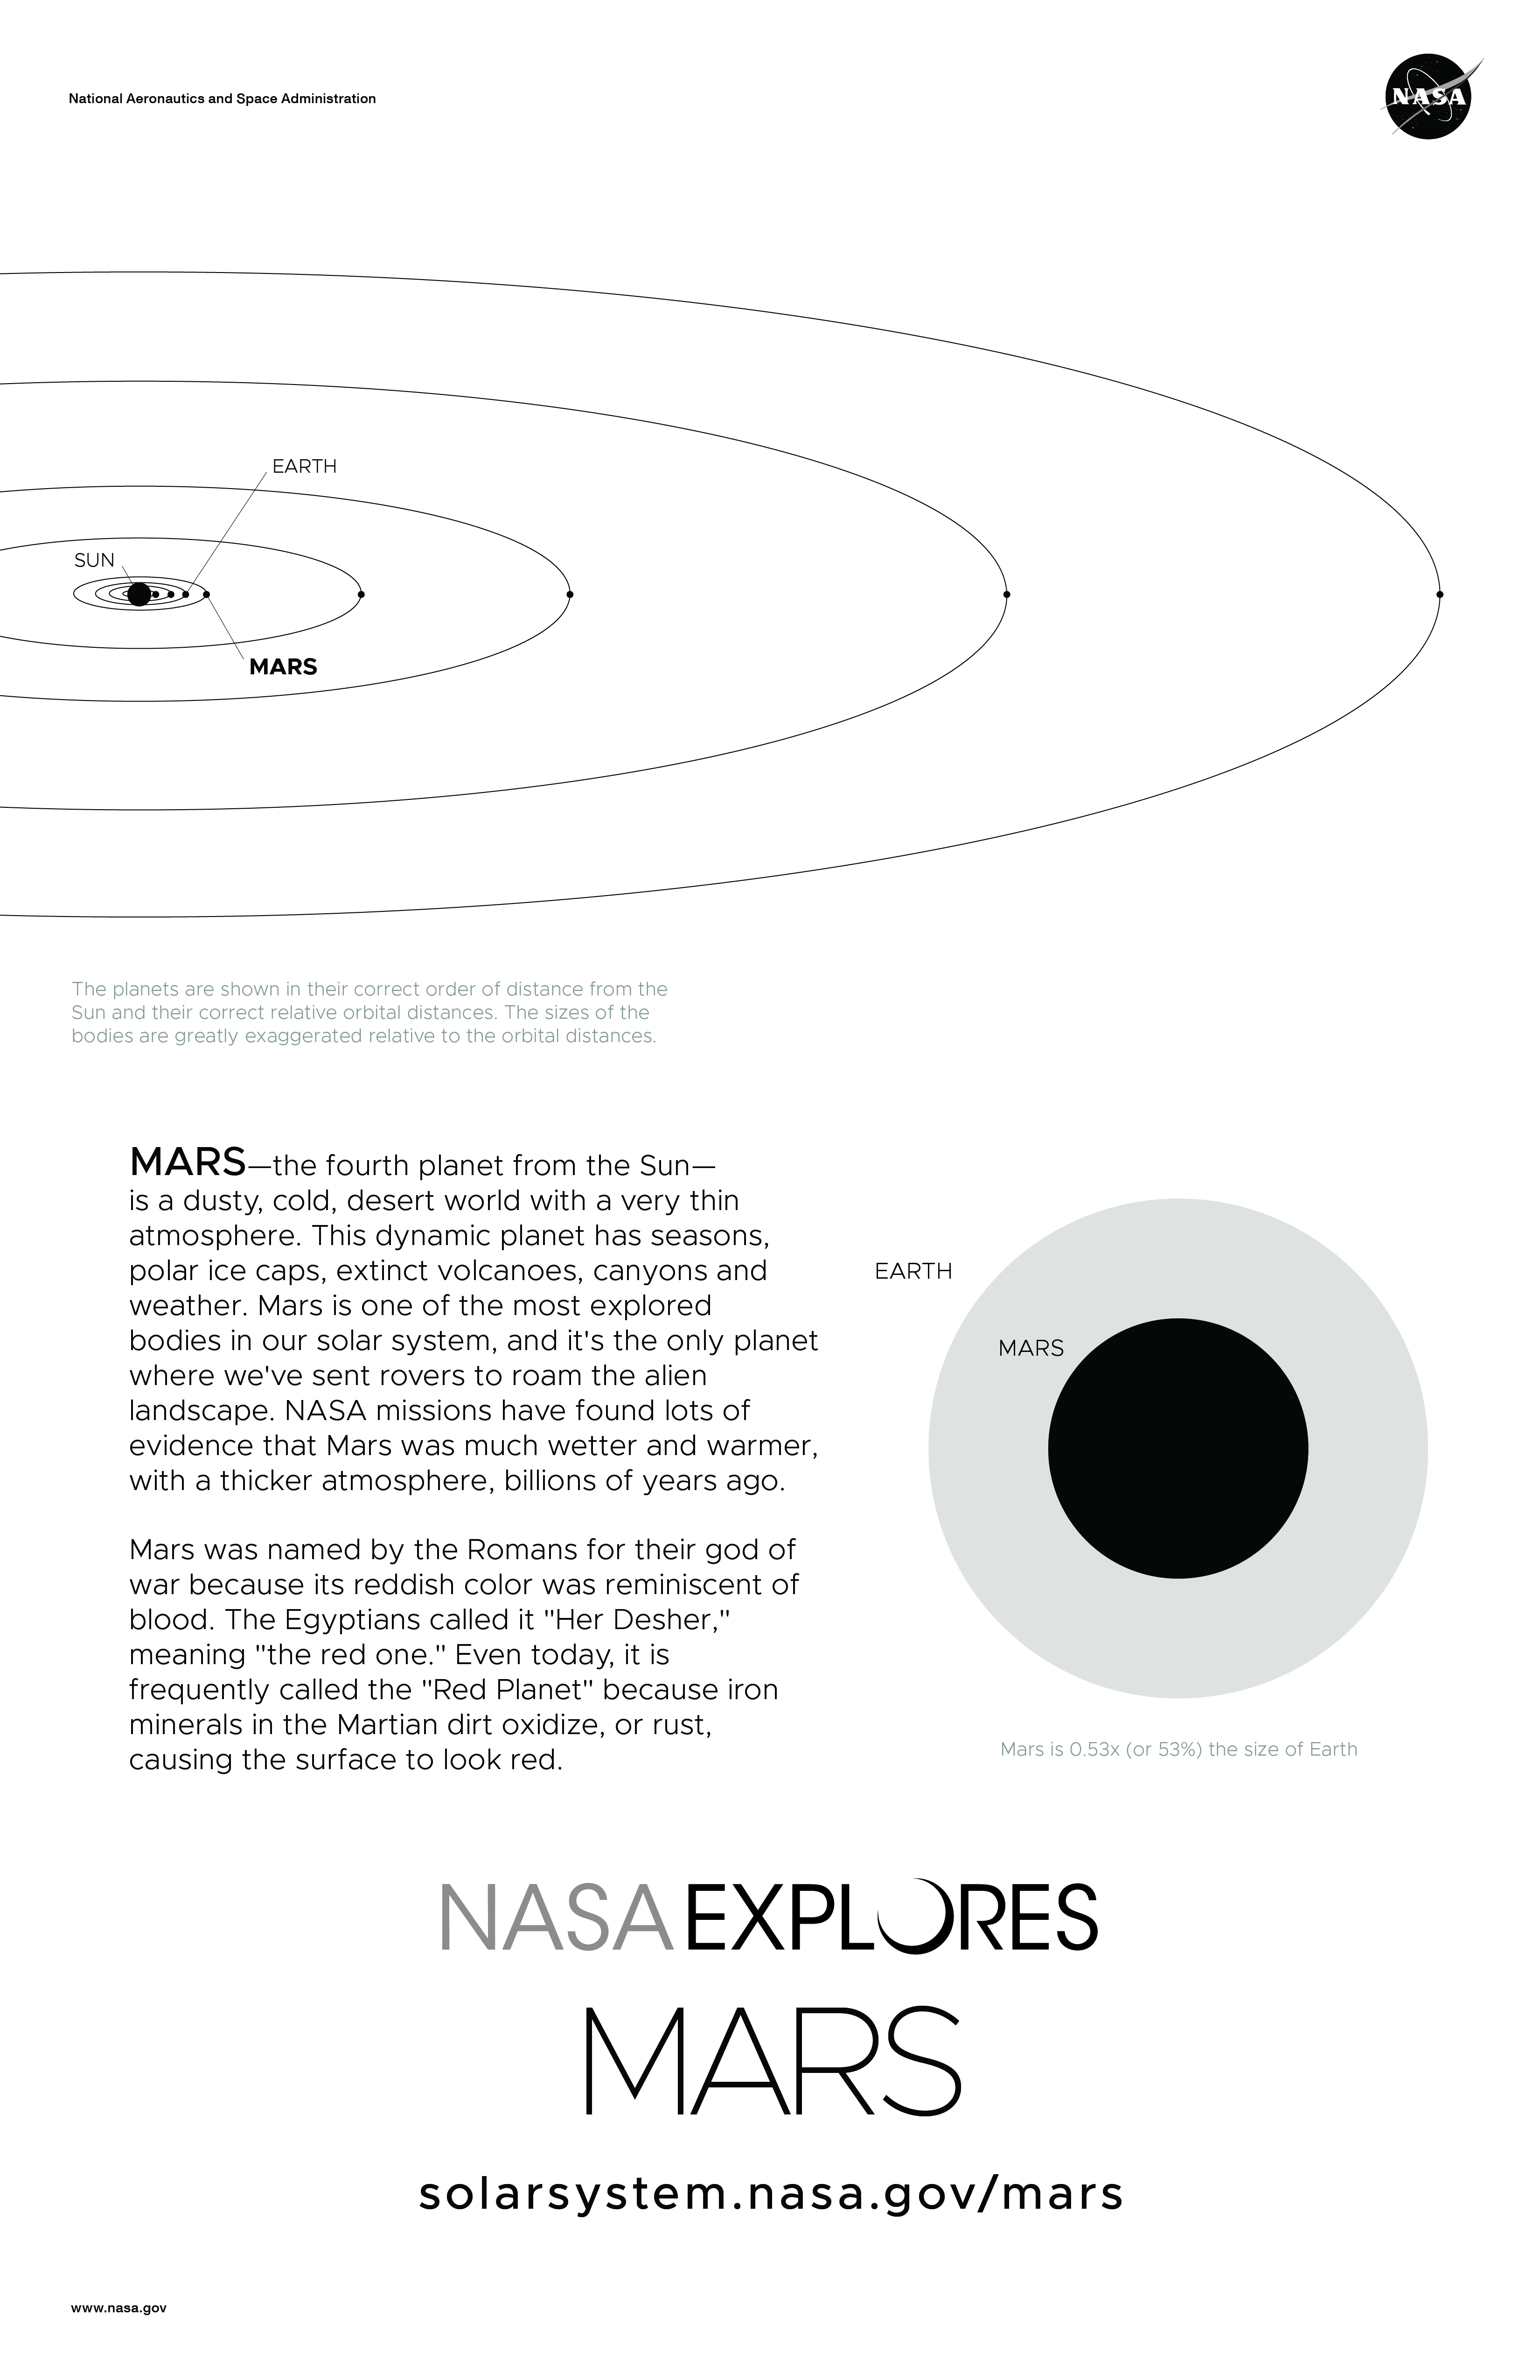 National Aeronautics and Space Administration
NASA
EARTH
SUN
MARS
The planets are shown in their correct order of distance from the
Sun and their correct relative orbital distances. The sizes of the
bodies are greatly exaggerated relative to the orbital distances.
MARS—the fourth planet from the Sun—
is a dusty, cold, desert world with a very thin
atmosphere. This dynamic planet has seasons,
polar ice caps, extinct volcanoes, canyons and
weather. Mars is one of the most explored
bodies in our solar system, and it's the only planet
where we've sent rovers to roam the alien
landscape. NASA missions have found lots of
evidence that Mars was much wetter and warmer,
with a thicker atmosphere, billions of years ago.
Mars was named by the Romans for their god of
war because its reddish color was reminiscent of
blood. The Egyptians called it "Her Desher,"
meaning "the red one." Even today, it is
frequently called the "Red Planet" because iron
minerals in the Martian dirt oxidize, or rust,
causing the surface to look red.
EARTH
MARS
Mars is 0.53x (or 53%) the size of Earth
NASA EXPLORES
MARS
solarsystem.nasa.gov/mars
www.nasa.gov